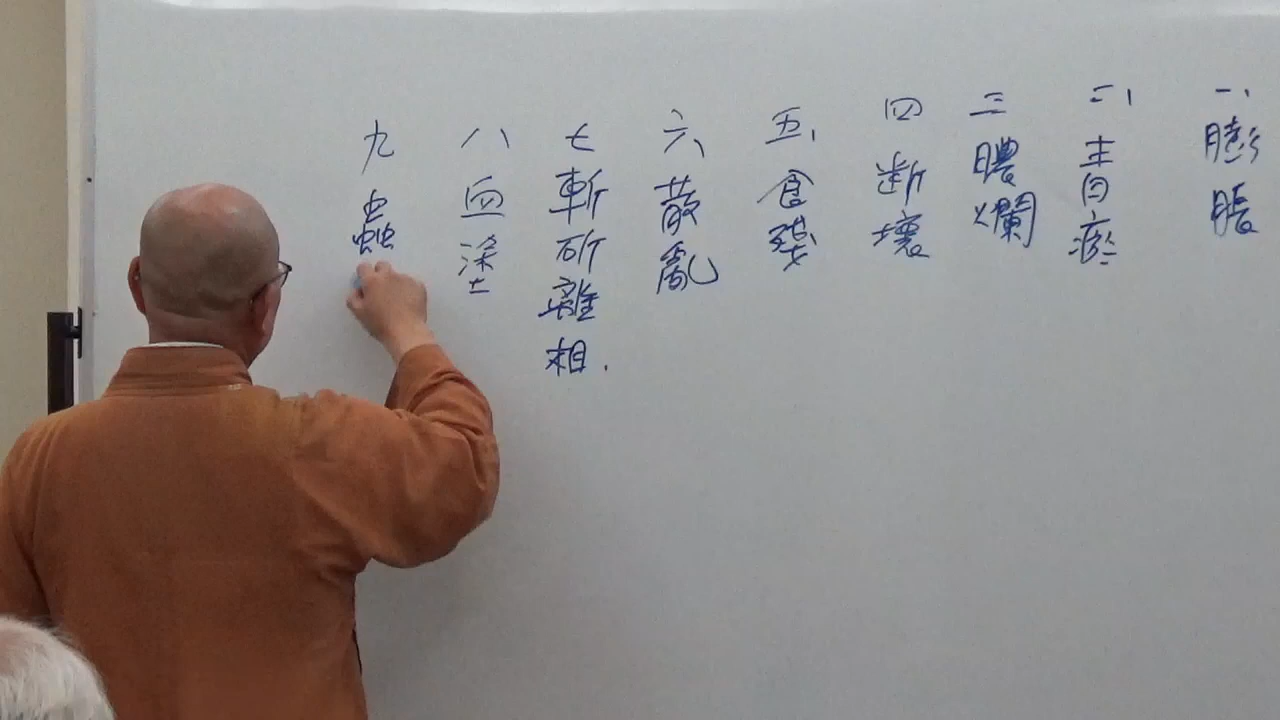 一、膨脹
二、青瘀
三膿爛
四断壞
五、食殘
六、散亂
七斬斫離相.
八血塗
九蟲